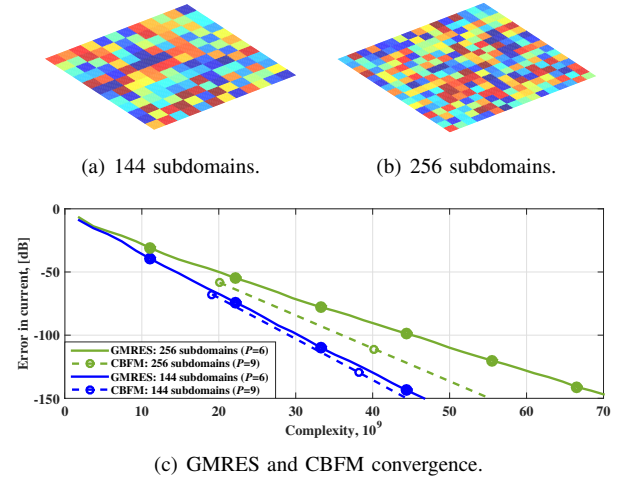 (a) 144 subdomains.
(b) 256 subdomains.
Error in current, [dB]
0
-50
-100
-150
GMRES: 256 subdomains (P=6)
CBFM: 256 subdomains (P=9)
GMRES: 144 subdomains (P=6)
CBFM: 144 subdomains (P=9)
0 10 20 30 40 50 60 70
Complexity, 10⁹
(c) GMRES and CBFM convergence.